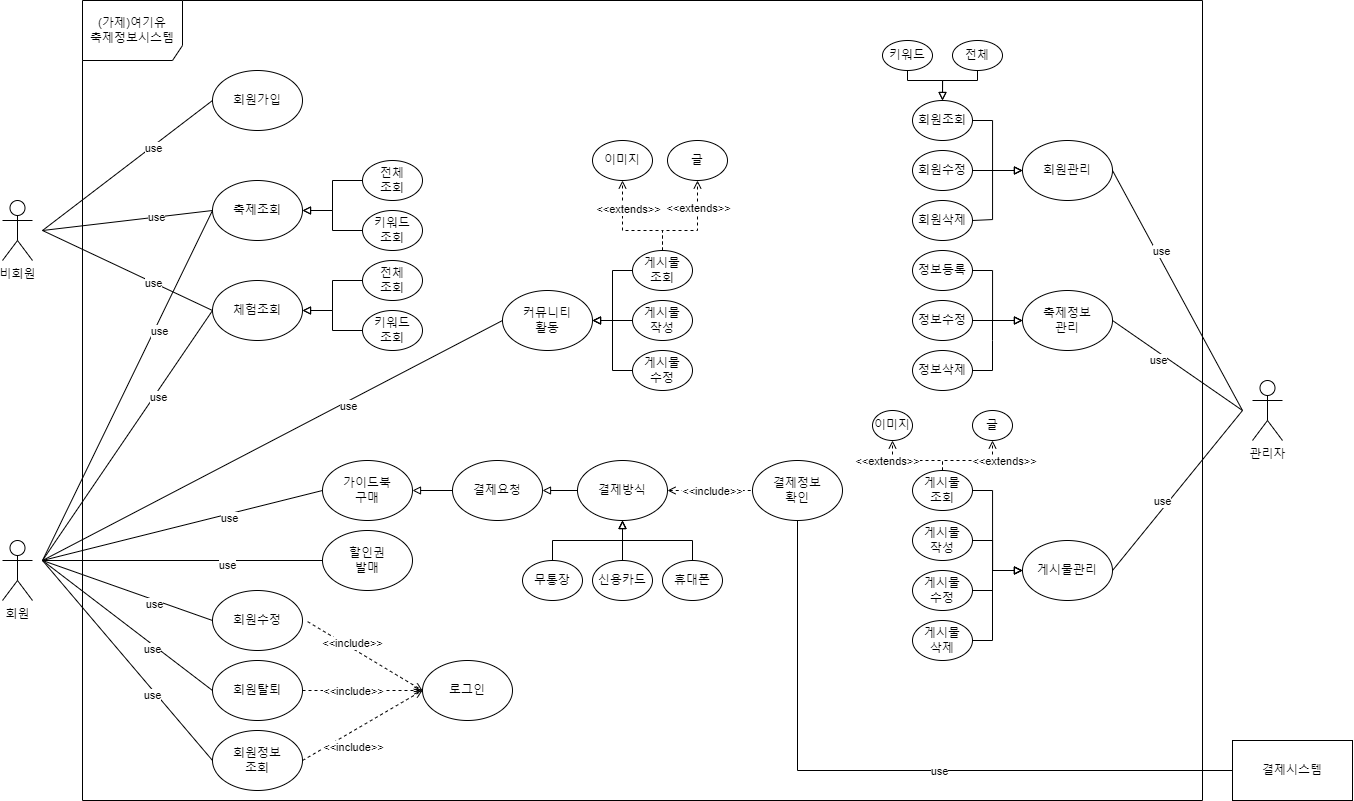 (가제)여기유
축제정보시스템
키워드
전체
회원가입
회원조회
use
이미지
글
전체
조회
회원수정
회원관리
축제조회
<<extends>>
<<extends>>
use
키워드
조회
회원삭제
비회원
use
게시물
조회
정보등록
전체
조회
use
체험조회
커뮤니티
활동
게시물
작성
정보수정
축제정보
관리
키워드
조회
use
게시물
수정
정보삭제
use
use
use
이미지
글
관리자
<<extends>>
<<extends>>
가이드북
구매
결제요청
결제방식
<<include>>
결제정보
확인
게시물
조회
use
use
게시물
작성
할인권
발매
use
무통장
신용카드
휴대폰
게시물관리
회원
게시물
수정
use
회원수정
<<include>>
게시물
삭제
use
회원탈퇴
<<include>>
로그인
use
회원정보
조회
<<include>>
use
결제시스템